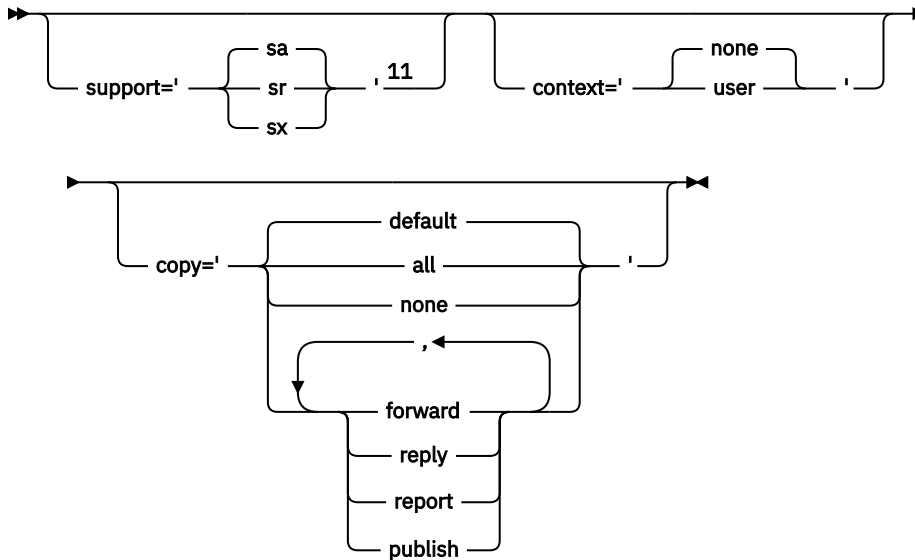 sa none
support=' sr ' 11 context=' user '
sx
default
copy=' all '
none
,
forward
reply
report
publish